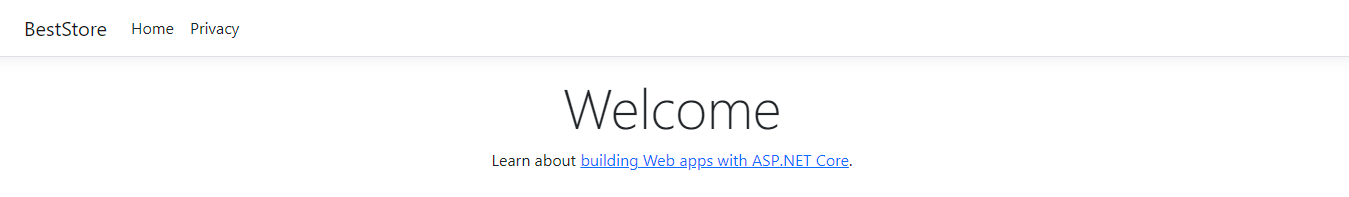 BestStore Home Privacy
Welcome
Learn about building Web apps with ASP.NET Core.